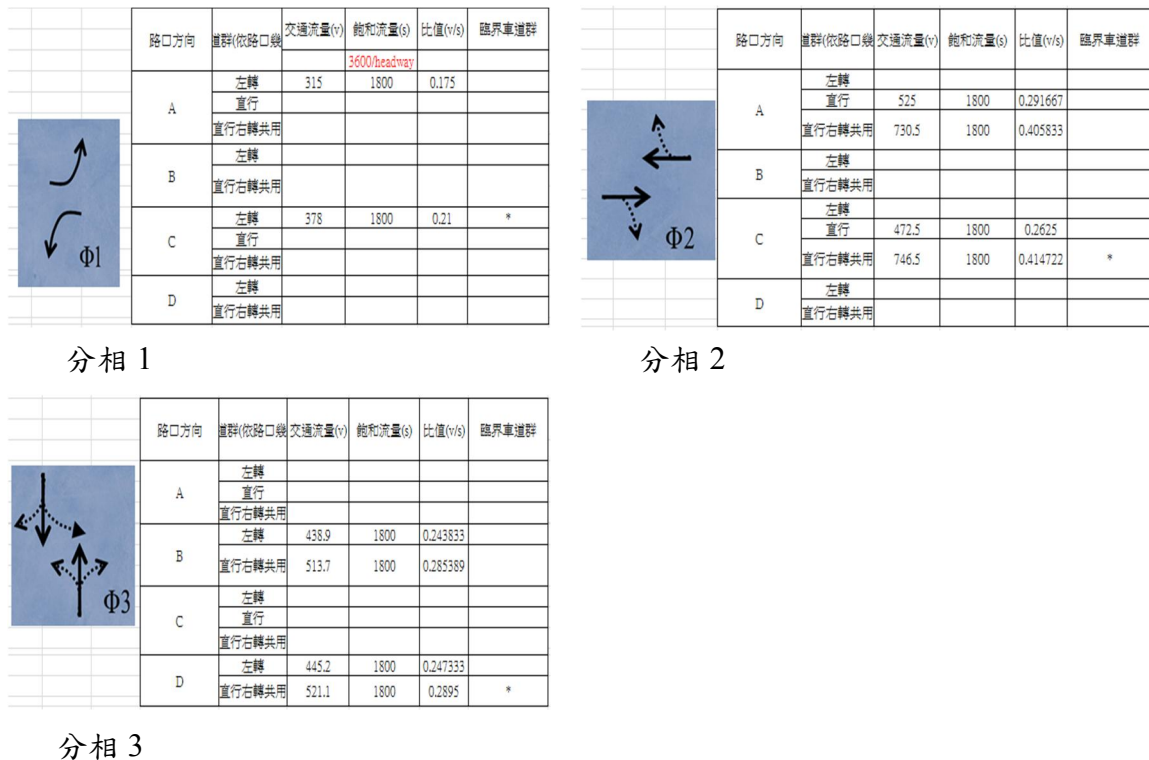 路口方向 道群(依路口幾 交通流量(v) 飽和流量(s) 比值(v/s) 臨界車道群
3600/headway
A 左轉 315 1800 0.175
直行
直行右轉共用
B 左轉
直行右轉共用
C 左轉 378 1800 0.21 *
直行
直行右轉共用
D 左轉
直行右轉共用
Φ1
分相 1
路口方向 道群(依路口幾 交通流量(v) 飽和流量(s) 比值(v/s) 臨界車道群
A 左轉
直行 525 1800 0.291667
直行右轉共用 730.5 1800 0.405833
B 左轉
直行右轉共用
C 左轉
直行 472.5 1800 0.2625
直行右轉共用 746.5 1800 0.414722 *
D 左轉
直行右轉共用
Φ2
分相 2
路口方向 道群(依路口幾 交通流量(v) 飽和流量(s) 比值(v/s) 臨界車道群
A 左轉
直行
直行右轉共用
B 左轉 438.9 1800 0.243833
直行右轉共用 513.7 1800 0.285389
C 左轉
直行
直行右轉共用
D 左轉 445.2 1800 0.247333
直行右轉共用 521.1 1800 0.2895 *
Φ3
分相 3